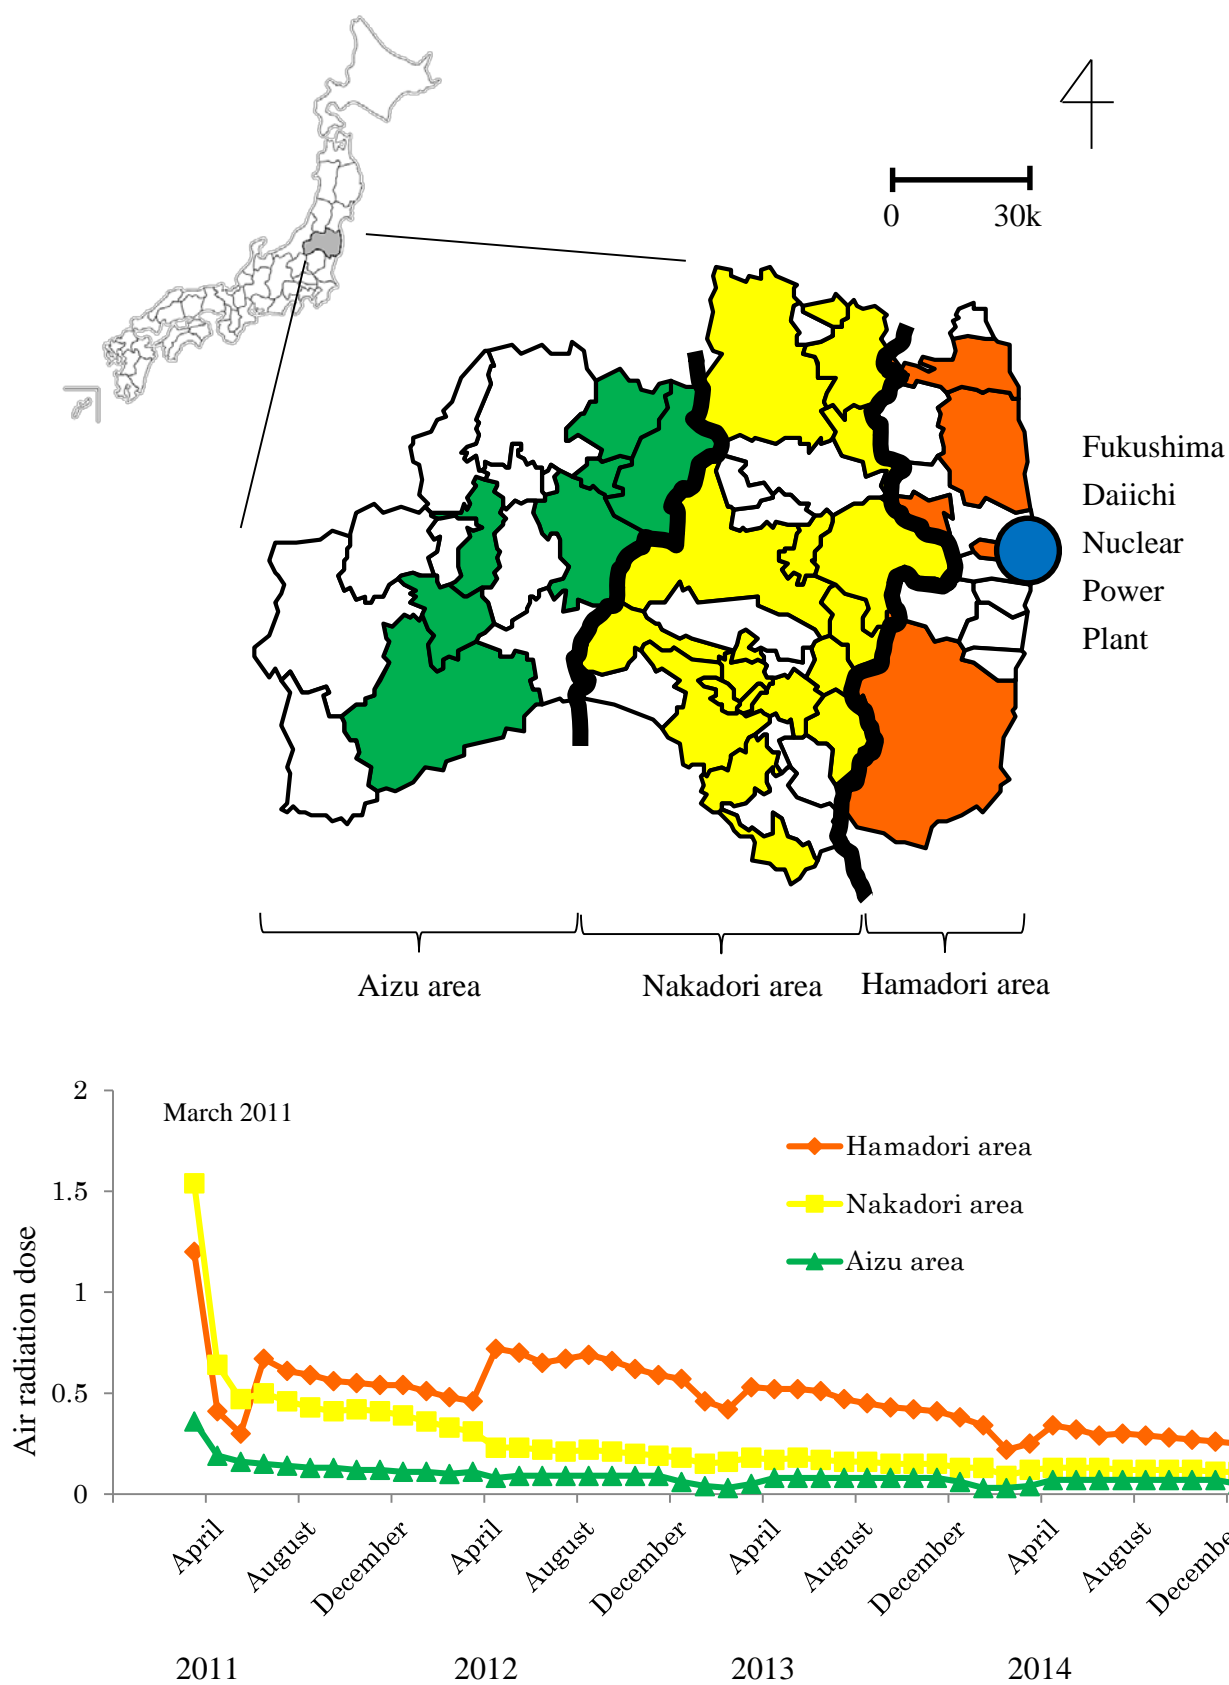 0 30k
Fukushima
Daiichi
Nuclear
Power
Plant
Aizu area Nakadori area Hamadori area
2
March 2011
Hamadori area
1.5
Nakadori area
Aizu area
1
0.5
0
Air radiation dose
April August December April August December April August December April August December
2011 2012 2013 2014